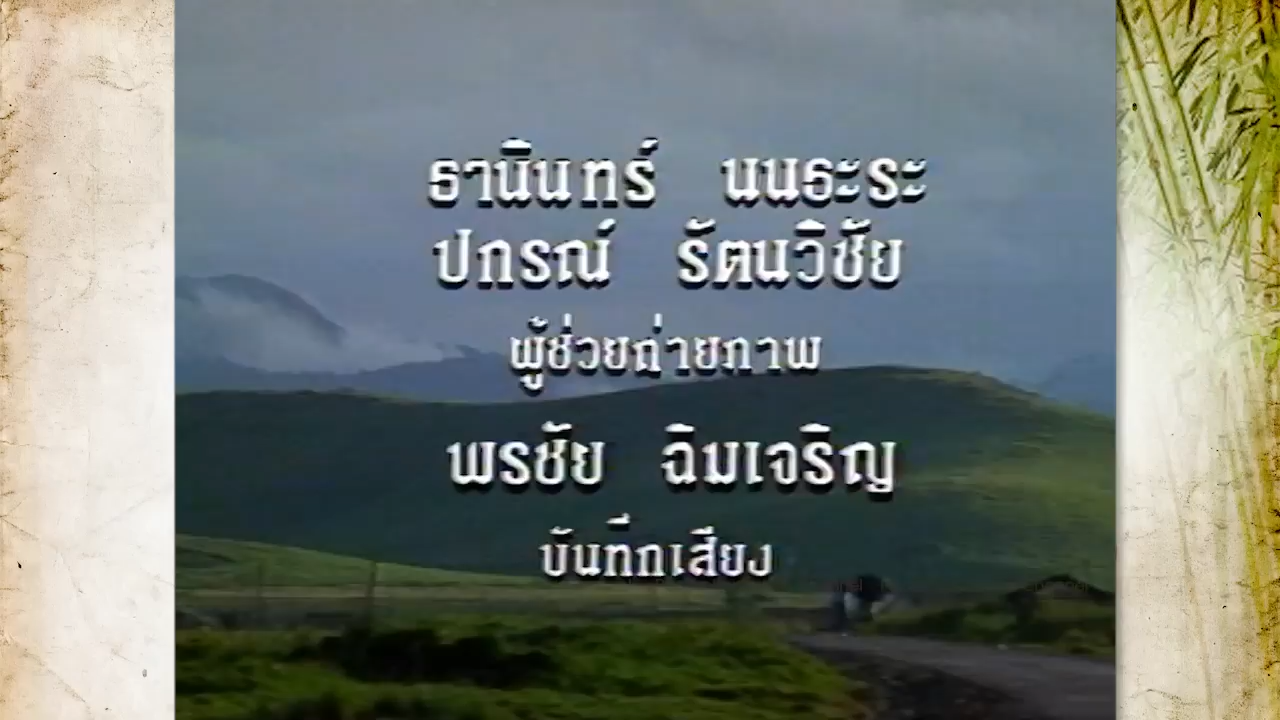 ธานินทร์ นนธะระ
ปกรณ์ รัตนวิชัย
ผู้ช่วยถ่ายภาพ
พรชัย ฉิมเจริญ
บันทึกเสียง